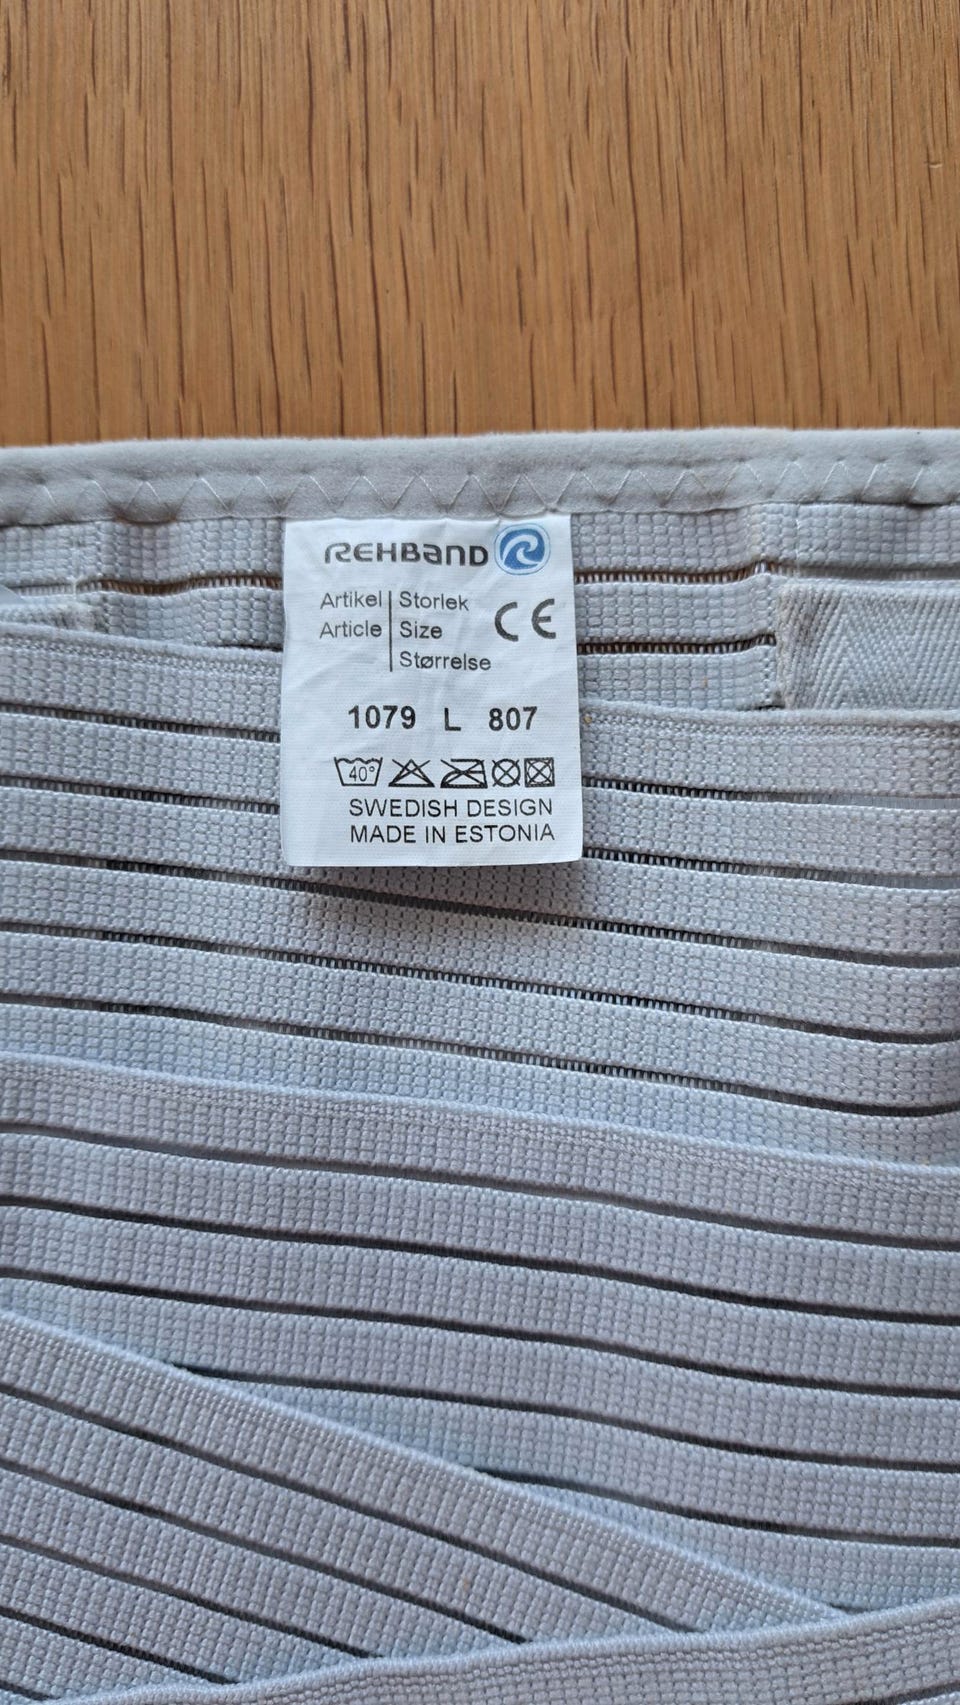 REHBAND
Artikel Storlek
Article Size
Størrelse
CE
1079 L 807
40°
SWEDISH DESIGN
MADE IN ESTONIA